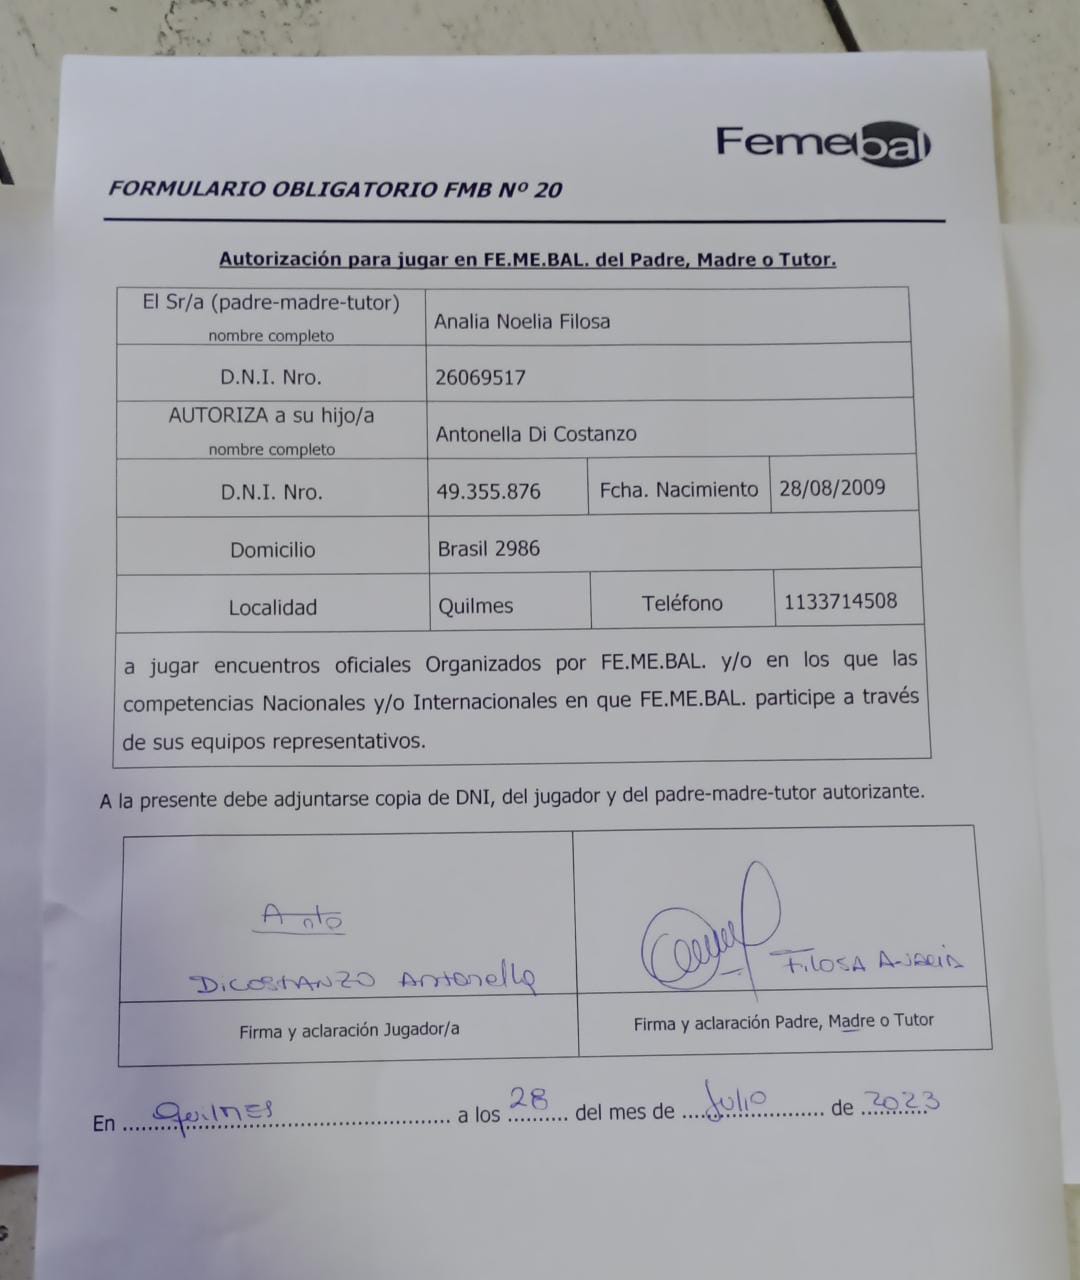 Femebal
FORMULARIO OBLIGATORIO FMB Nº 20
Autorización para jugar en FE.ME.BAL. del Padre, Madre o Tutor.
El Sr/a (padre-madre-tutor)
nombre completo
Analia Noelia Filosa
D.N.I. Nro.
26069517
AUTORIZA a su hijo/a
nombre completo
Antonella Di Costanzo
D.N.I. Nro.
49.355.876
Fcha. Nacimiento
28/08/2009
Domicilio
Brasil 2986
Localidad
Quilmes
Teléfono
1133714508
a jugar encuentros oficiales Organizados por FE.ME.BAL. y/o en los que las
competencias Nacionales y/o Internacionales en que FE.ME.BAL. participe a través
de sus equipos representativos.
A la presente debe adjuntarse copia de DNI, del jugador y del padre-madre-tutor autorizante.
Anto
DiCOSTANZO Antonella
FiLOSA ANALIA
Firma y aclaración Jugador/a
Firma y aclaración Padre, Madre o Tutor
En Quilmes a los 28 del mes de Julio de 2023